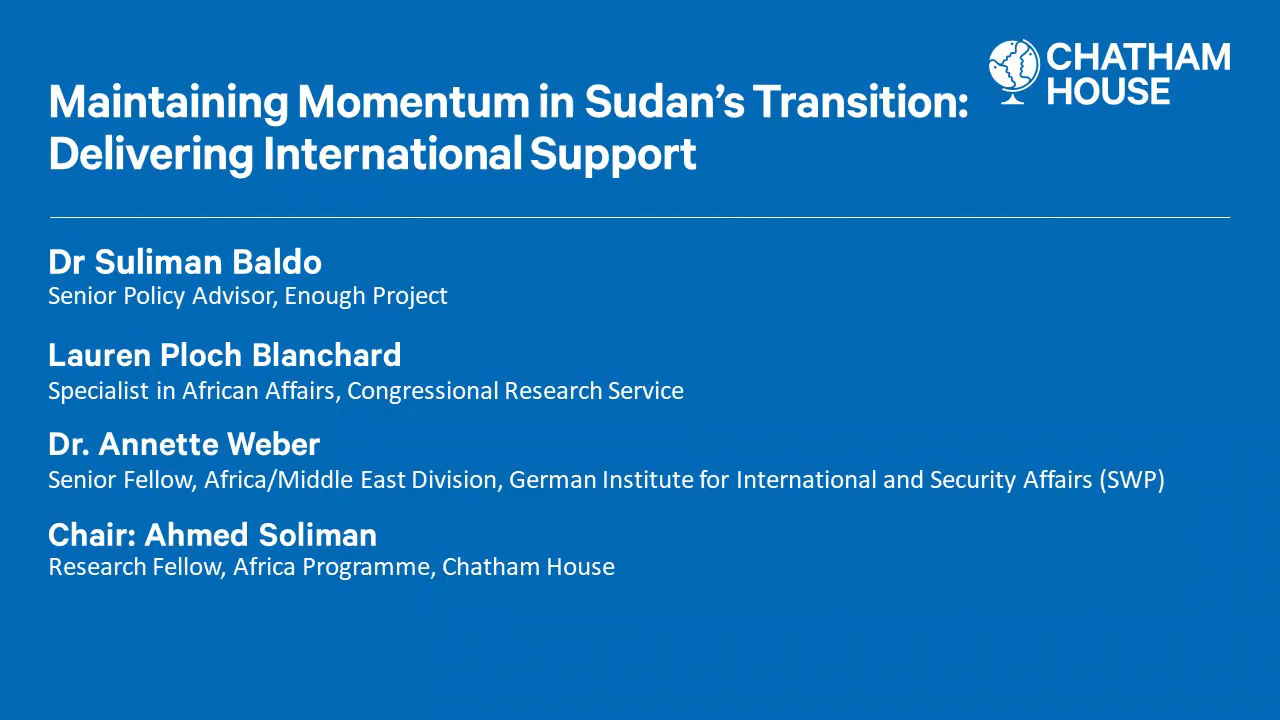 CHATHAM
HOUSE
Maintaining Momentum in Sudan’s Transition:
Delivering International Support
Dr Suliman Baldo
Senior Policy Advisor, Enough Project
Lauren Ploch Blanchard
Specialist in African Affairs, Congressional Research Service
Dr. Annette Weber
Senior Fellow, Africa/Middle East Division, German Institute for International and Security Affairs (SWP)
Chair: Ahmed Soliman
Research Fellow, Africa Programme, Chatham House